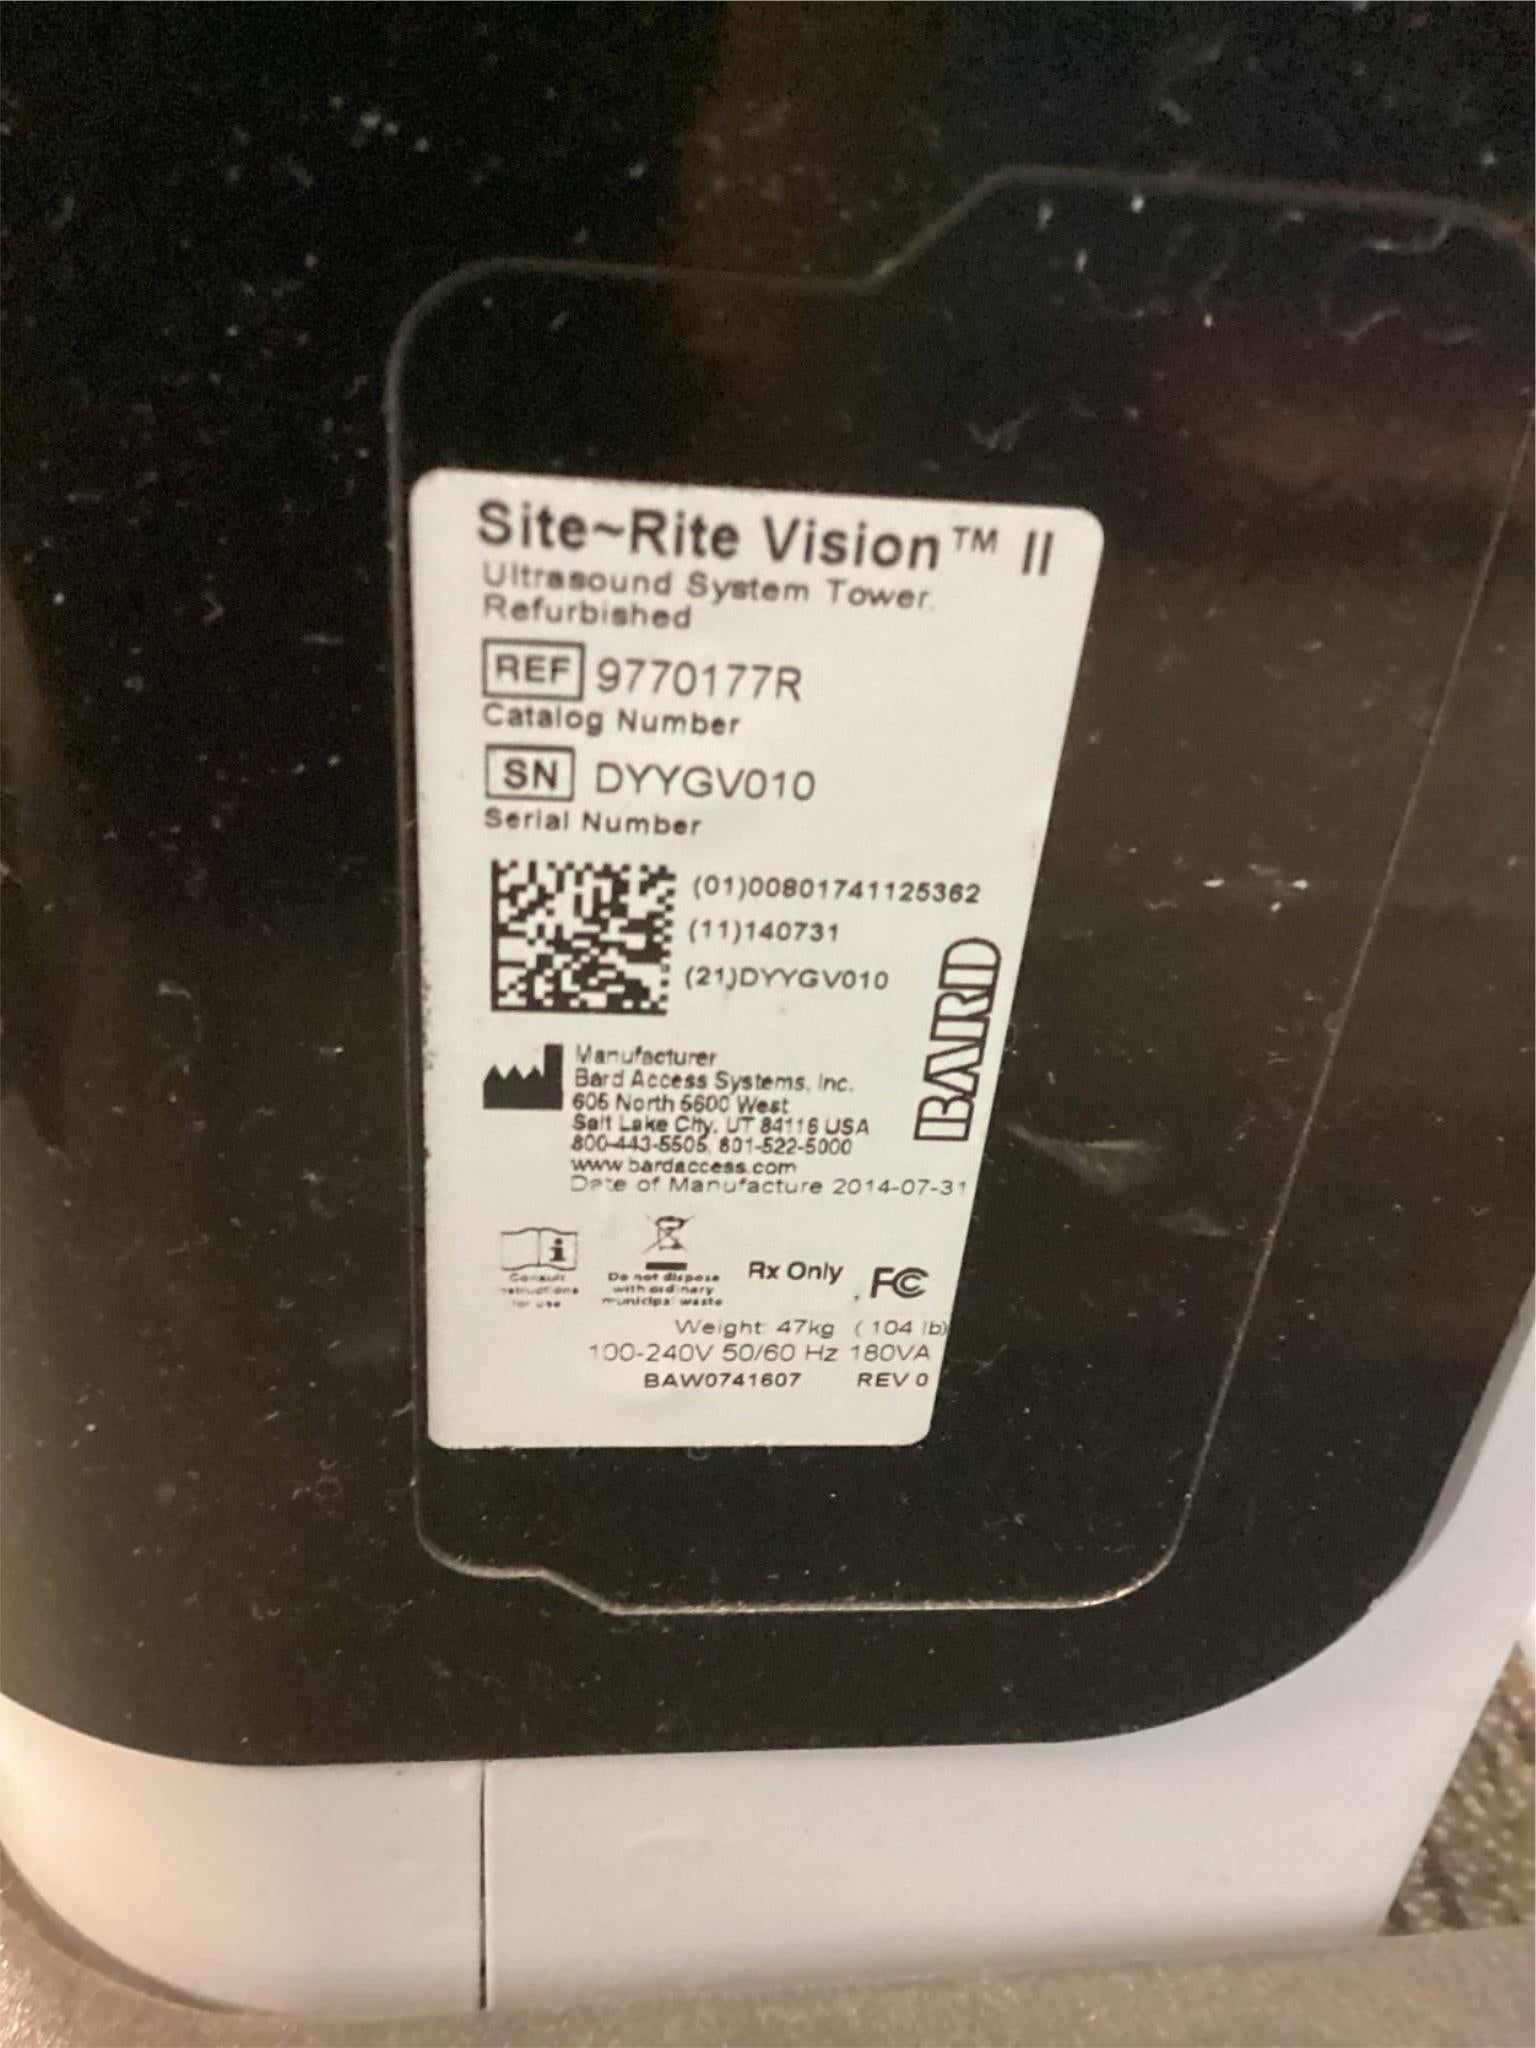 Site~Rite Vision™ II
Ultrasound System Tower,
Refurbished
REF 9770177R
Catalog Number
SN DYYGV010
Serial Number
(01)00801741125362
(11)140731
(21)DYYGV010
BARD
Manufacturer
Bard Access Systems, Inc.
605 North 5600 West
Salt Lake City, UT 84116 USA
800-443-5505, 801-522-5000
www.bardaccess.com
Date of Manufacture 2014-07-31
i
Consult
instructions
for use
Do not dispose
with ordinary
municipal waste
Rx Only
FC
Weight: 47kg (104 lb)
100-240V 50/60 Hz 180VA
BAW0741607 REV 0